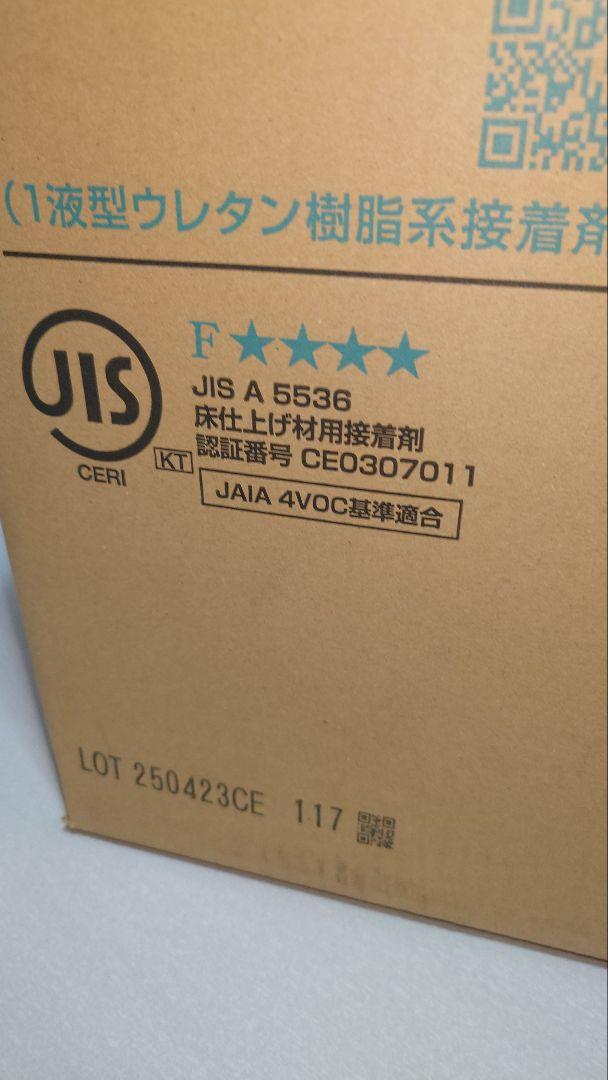 (1液型ウレタン樹脂系接着剤
JIS
CERI
F★★★★
JIS A 5536
床仕上げ材用接着剤
KT
認証番号 CE0307011
JAIA 4VOC基準適合
LOT 250423CE 117